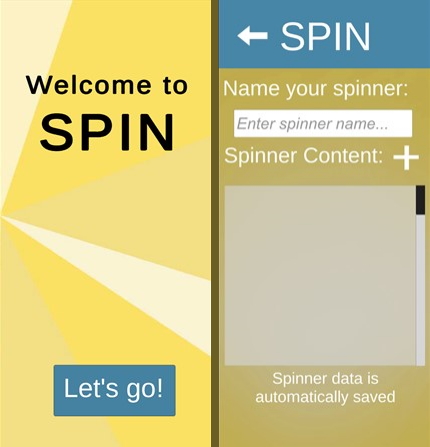 Welcome to
SPIN
Let's go!
SPIN
Name your spinner:
Enter spinner name...
Spinner Content:
Spinner data is
automatically saved